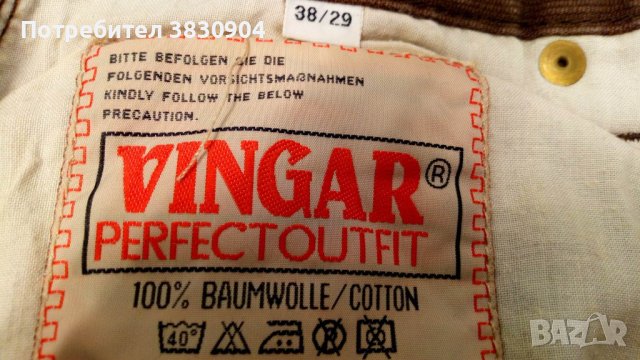 Потребител 3830904
38/29
BITTE BEFOLGEN SIE DIE
FOLGENDEN VORSICHTSMAßNAHMEN
KINDLY FOLLOW THE BELOW
PRECAUTION.
VINGAR®
PERFECTOUTFIT
100% BAUMWOLLE/COTTON
40°
BAZAR